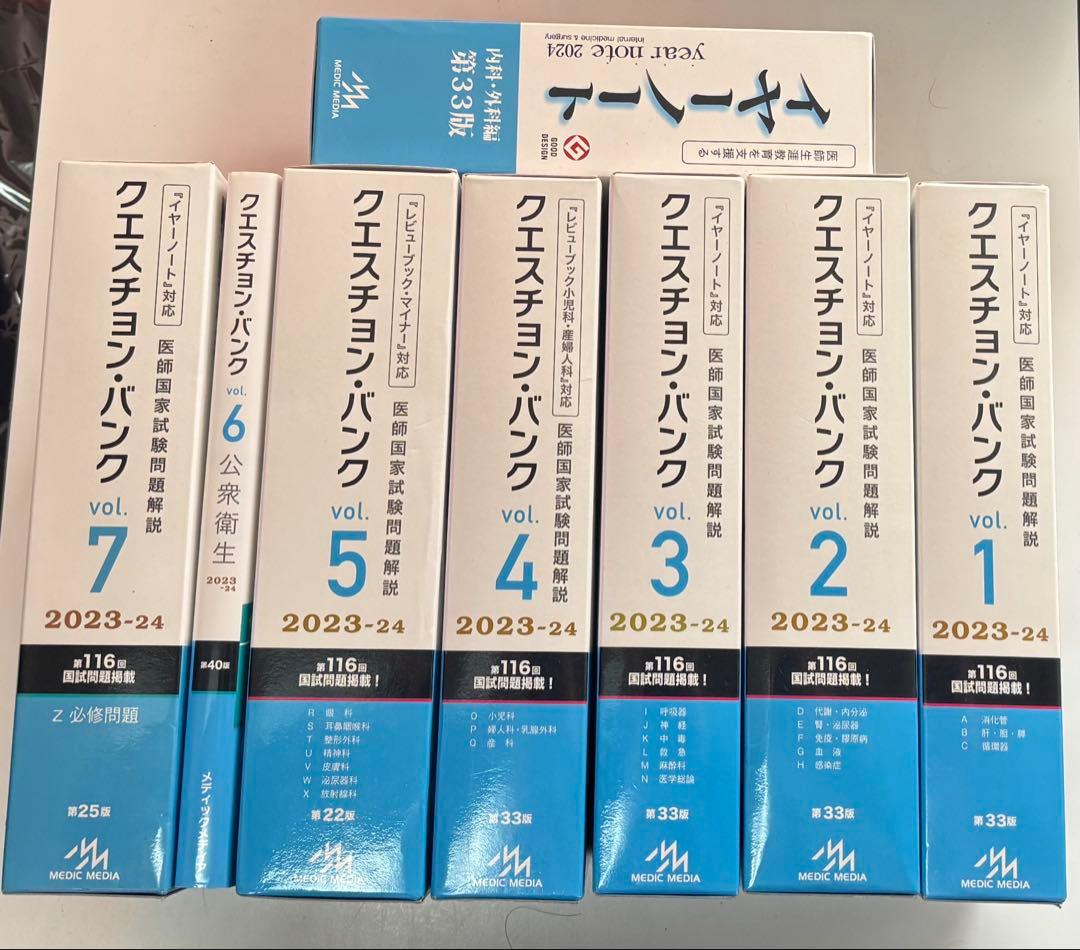 医師生涯教育を支援する
イヤーノート
year note 2024
internal medicine & surgery
GOOD DESIGN
内科・外科編
第33版
MEDIC MEDIA
『イヤーノート』対応
医師国家試験問題解説
クエスチョン・バンク
vol.
7
2023-24
第116回
国試問題掲載！
Z 必修問題
第25版
MEDIC MEDIA
クエスチョン・バンク
vol.
6
公衆衛生
2023
-24
第40版
『レビューブック・マイナー』対応
医師国家試験問題解説
クエスチョン・バンク
vol.
5
2023-24
第116回
国試問題掲載！
R 眼科
S 耳鼻咽喉科
T 整形外科
U 精神科
V 皮膚科
W 泌尿器科
X 放射線科
第22版
MEDIC MEDIA
『レビューブック小児科・産婦人科』対応
医師国家試験問題解説
クエスチョン・バンク
vol.
4
2023-24
第116回
国試問題掲載！
O 小児科
P 婦人科・乳腺外科
Q 産科
第33版
MEDIC MEDIA
『イヤーノート』対応
医師国家試験問題解説
クエスチョン・バンク
vol.
3
2023-24
第116回
国試問題掲載！
I 呼吸器
J 神経
K 中毒
L 救急
M 麻酔科
N 医学総論
第33版
MEDIC MEDIA
『イヤーノート』対応
医師国家試験問題解説
クエスチョン・バンク
vol.
2
2023-24
第116回
国試問題掲載！
D 代謝・内分泌
E 腎・泌尿器
F 免疫・膠原病
G 血液
H 感染症
第33版
MEDIC MEDIA
『イヤーノート』対応
医師国家試験問題解説
クエスチョン・バンク
vol.
1
2023-24
第116回
国試問題掲載！
A 消化管
B 肝・胆・膵
C 循環器
第33版
MEDIC MEDIA